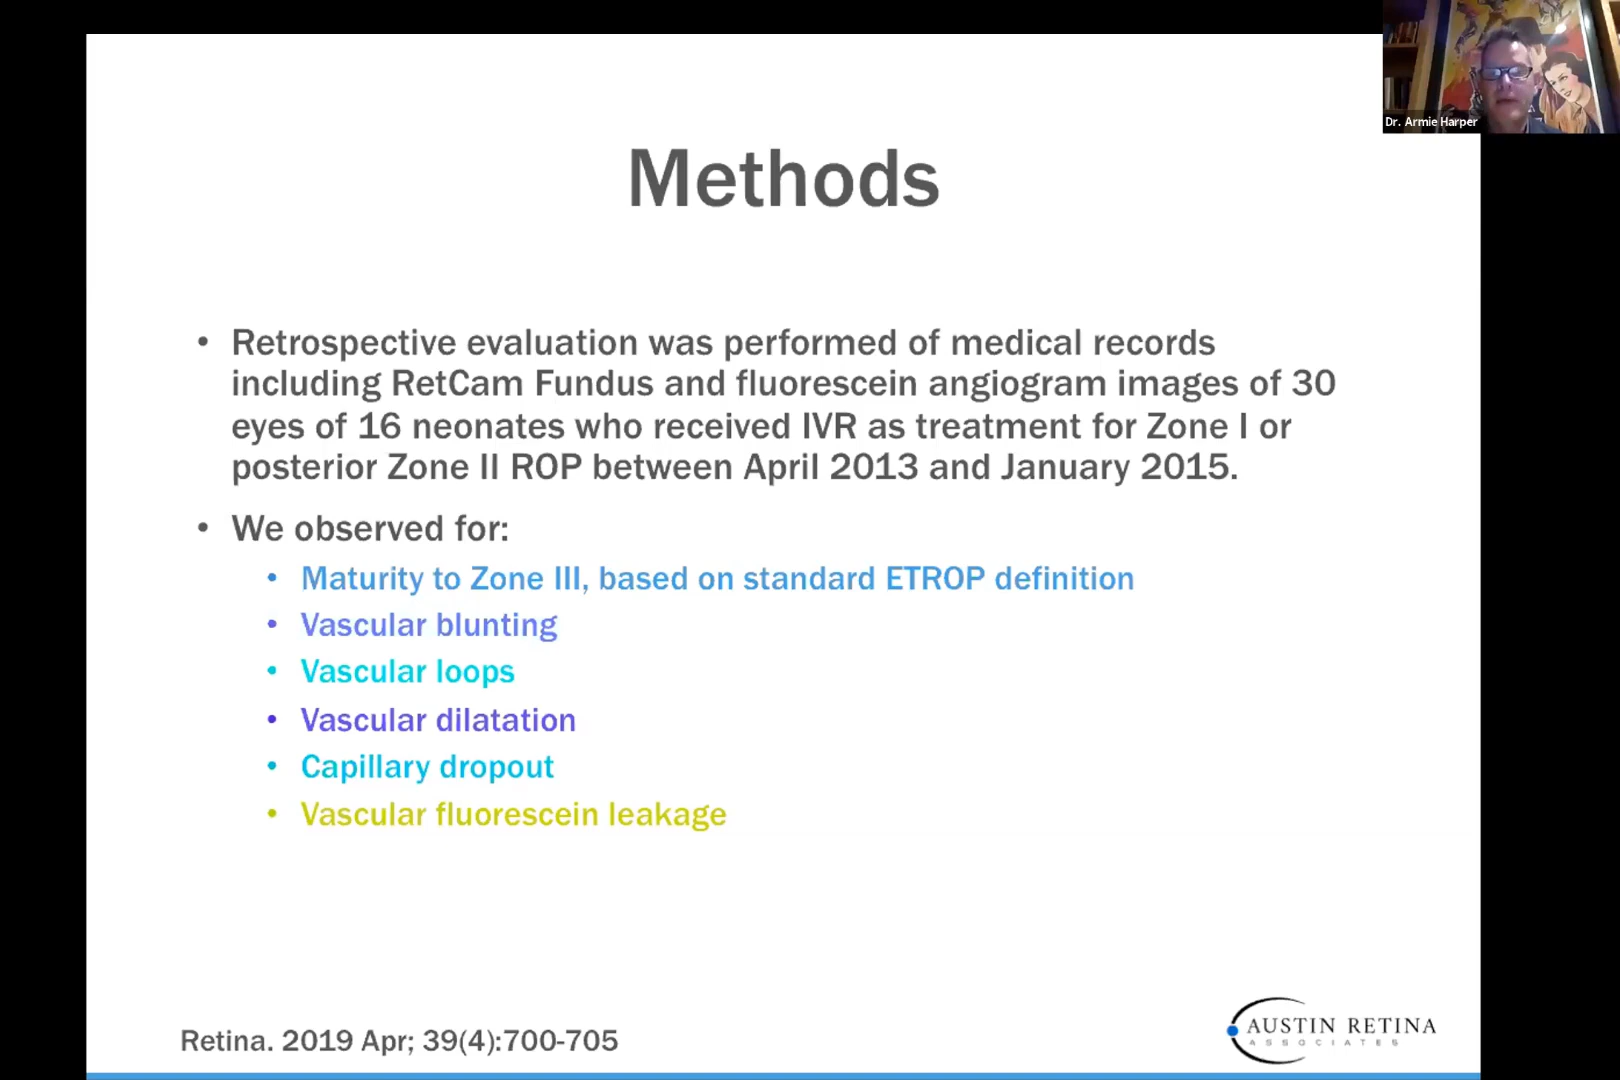 Dr. Armie Harper
Methods
• Retrospective evaluation was performed of medical records
including RetCam Fundus and fluorescein angiogram images of 30
eyes of 16 neonates who received IVR as treatment for Zone I or
posterior Zone II ROP between April 2013 and January 2015.
• We observed for:
• Maturity to Zone III, based on standard ETROP definition
• Vascular blunting
• Vascular loops
• Vascular dilatation
• Capillary dropout
• Vascular fluorescein leakage
Retina. 2019 Apr; 39(4):700-705
AUSTIN RETINA
ASSOCIATES